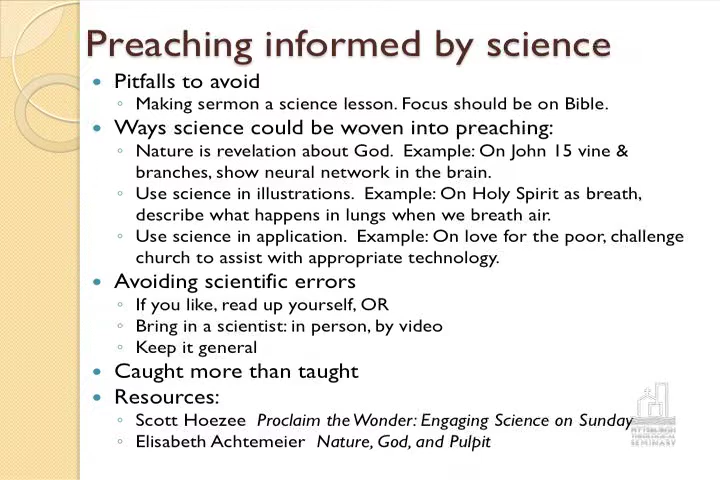 Preaching informed by science
• Pitfalls to avoid
◦ Making sermon a science lesson. Focus should be on Bible.
• Ways science could be woven into preaching:
◦ Nature is revelation about God. Example: On John 15 vine &
branches, show neural network in the brain.
◦ Use science in illustrations. Example: On Holy Spirit as breath,
describe what happens in lungs when we breath air.
◦ Use science in application. Example: On love for the poor, challenge
church to assist with appropriate technology.
• Avoiding scientific errors
◦ If you like, read up yourself, OR
◦ Bring in a scientist: in person, by video
◦ Keep it general
• Caught more than taught
• Resources:
◦ Scott Hoezee Proclaim the Wonder: Engaging Science on Sunday
◦ Elisabeth Achtemeier Nature, God, and Pulpit
PITTSBURGH
THEOLOGICAL
SEMINARY